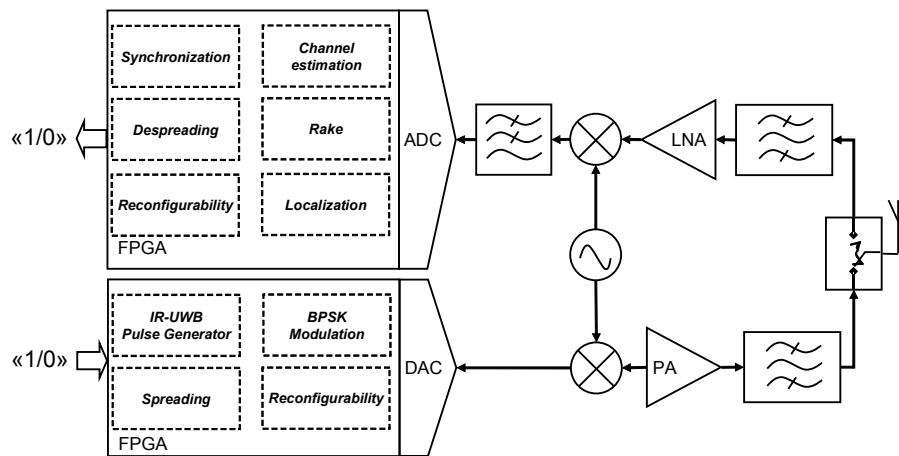 Synchronization
Channel
estimation
«1/0»
Despreading
Rake
ADC
LNA
Reconfigurability
Localization
FPGA
IR-UWB
Pulse Generator
BPSK
Modulation
«1/0»
DAC
PA
Spreading
Reconfigurability
FPGA